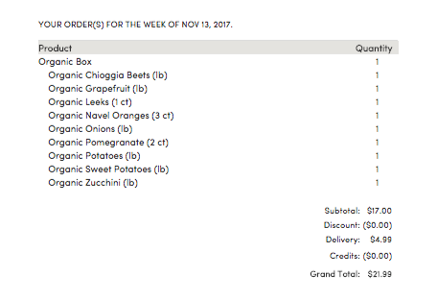 YOUR ORDER(S) FOR THE WEEK OF NOV 13, 2017.
Product Quantity
Organic Box 1
Organic Chioggia Beets (lb) 1
Organic Grapefruit (lb) 1
Organic Leeks (1 ct) 1
Organic Navel Oranges (3 ct) 1
Organic Onions (lb) 1
Organic Pomegranate (2 ct) 1
Organic Potatoes (lb) 1
Organic Sweet Potatoes (lb) 1
Organic Zucchini (lb) 1
Subtotal: $17.00
Discount: ($0.00)
Delivery: $4.99
Credits: ($0.00)
Grand Total: $21.99